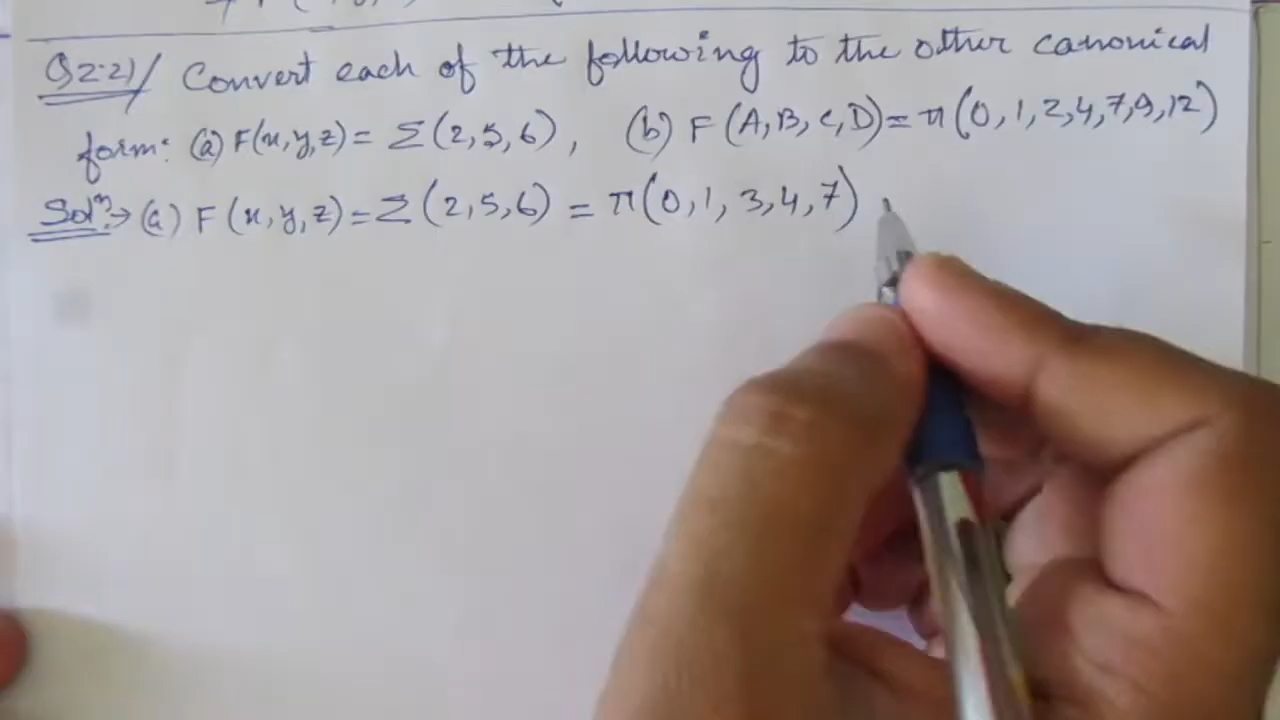 Q2.21/ Convert each of the following to the other canonical
form: (a) F(x,y,z)= Σ(2,5,6), (b) F(A,B,C,D)= π(0,1,2,4,7,9,12)
Solⁿ:→ (a) F(x,y,z)=Σ(2,5,6) = π(0,1,3,4,7)